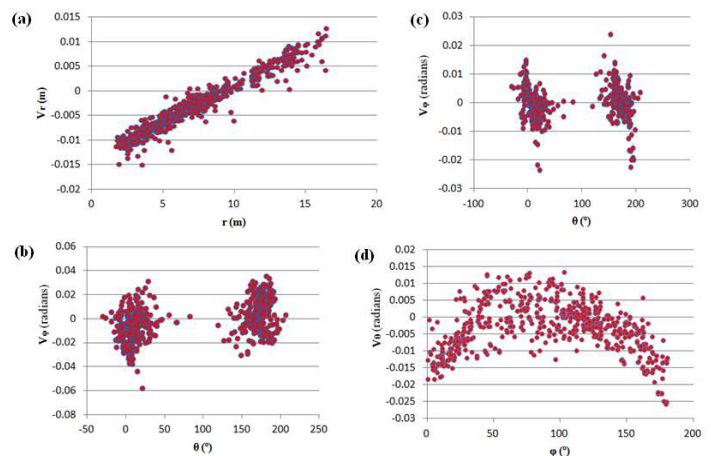 (a)
0.015
0.01
0.005
0
-0.005
-0.01
-0.015
-0.02
Vr (m)
0 5 10 15 20
r (m)
(c)
0.03
0.02
0.01
0
-0.01
-0.02
-0.03
Vφ (radians)
-100 0 100 200 300
θ (°)
(b)
0.06
0.04
0.02
0
-0.02
-0.04
-0.06
-0.08
Vφ (radians)
-50 0 50 100 150 200 250
θ (°)
(d)
0.02
0.015
0.01
0.005
0
-0.005
-0.01
-0.015
-0.02
-0.025
-0.03
Vθ (radians)
0 50 100 150 200
φ (°)